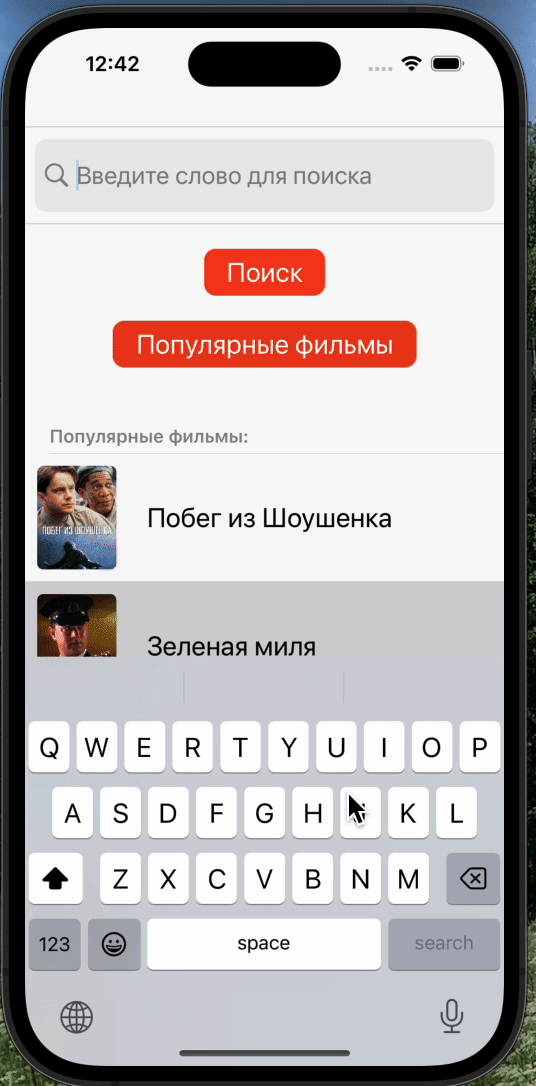 12:42
Введите слово для поиска
Поиск
Популярные фильмы
Популярные фильмы:
ПОБЕГ ИЗ ШОУШЕНКА
Побег из Шоушенка
Зеленая миля
Q W E R T Y U I O P
A S D F G H K L
Z X C V B N M
123 space search